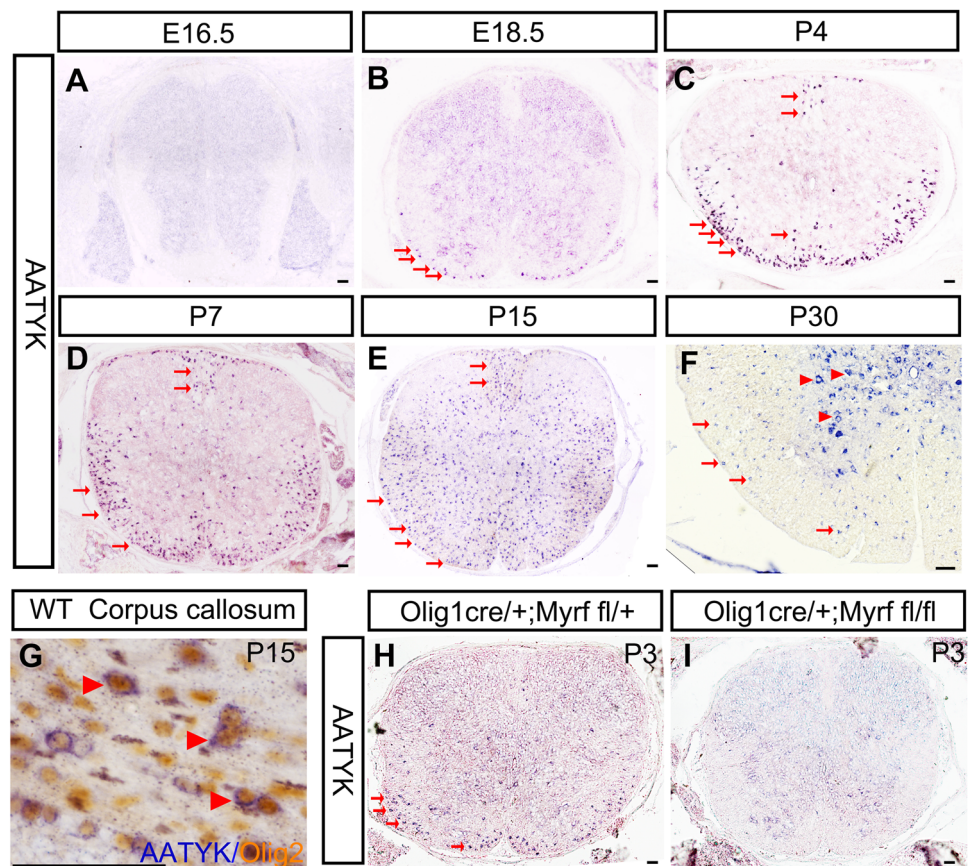 E16.5
E18.5
P4
AATYK
A
B
C
P7
P15
P30
D
E
F
WT Corpus callosum
Olig1cre/+;Myrf fl/+
Olig1cre/+;Myrf fl/fl
G
P15
AATYK
H
P3
I
P3
AATYK/Olig2